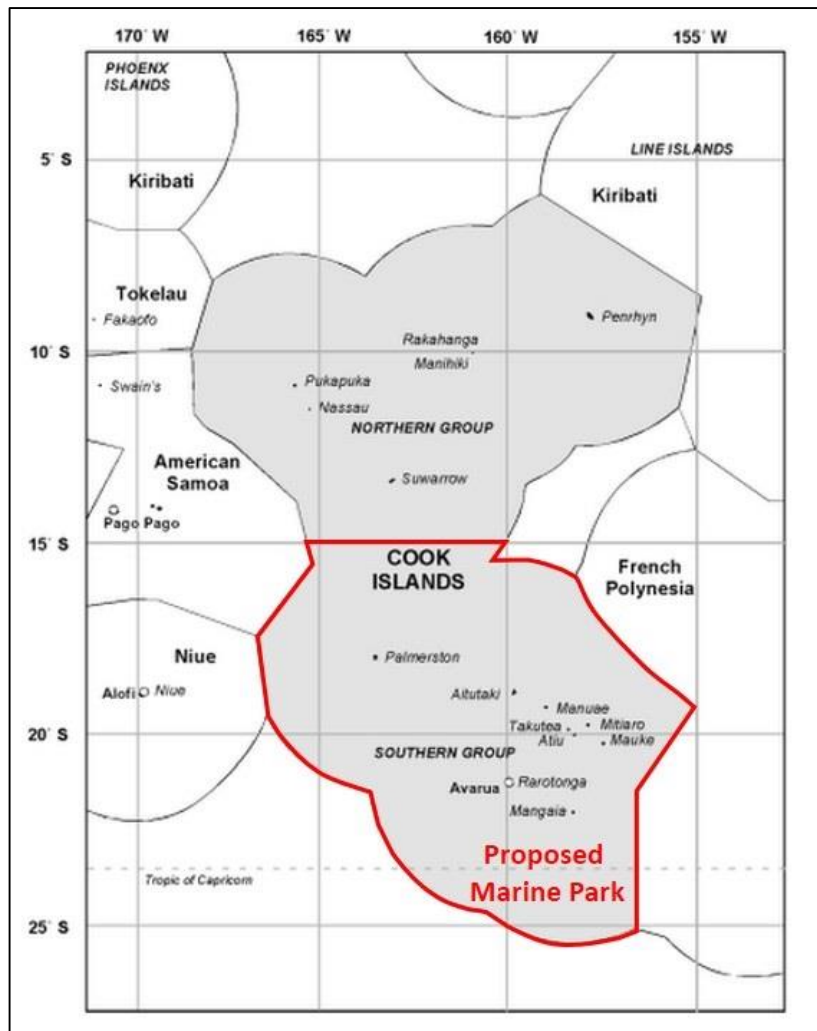 170° W
165° W
160° W
155° W
PHOENIX
ISLANDS
5° S
LINE ISLANDS
Kiribati
Kiribati
Tokelau
Fakaofo
Penrhyn
Rakahanga
10° S
Manihiki
Swain's
Pukapuka
Nassau
NORTHERN GROUP
American
Samoa
Suwarrow
Pago Pago
15° S
COOK
ISLANDS
French
Polynesia
Niue
Palmerston
Alofi
Niue
Aitutaki
Manuae
Takutea
Mitiaro
20° S
Atiu
Mauke
SOUTHERN GROUP
Avarua
Rarotonga
Mangaia
Proposed
Marine Park
Tropic of Capricorn
25° S